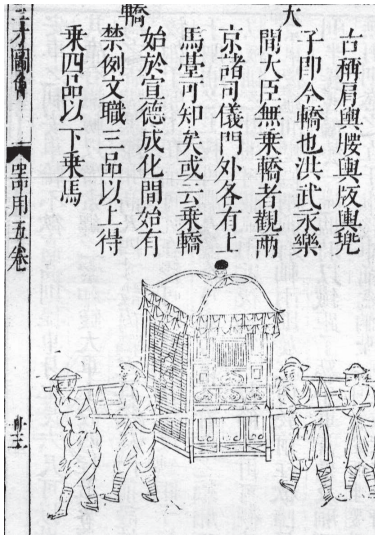 大轎
古稱肩輿腰輿版輿兠
子卽今轎也洪武永樂
間大臣無乘轎者觀兩
京諸司儀門外各有上
馬臺可知矣或云乘轎
始於宣德成化間始有
禁例文職三品以上得
乘四品以下乘馬
三才圖會
器用五卷
卅三